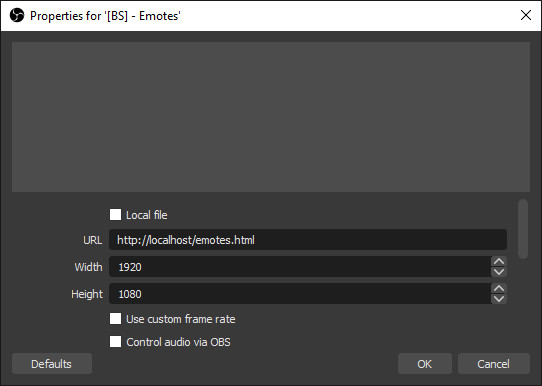 Properties for '[BS] - Emotes'
Local file
URL http://localhost/emotes.html
Width 1920
Height 1080
Use custom frame rate
Control audio via OBS
Defaults OK Cancel